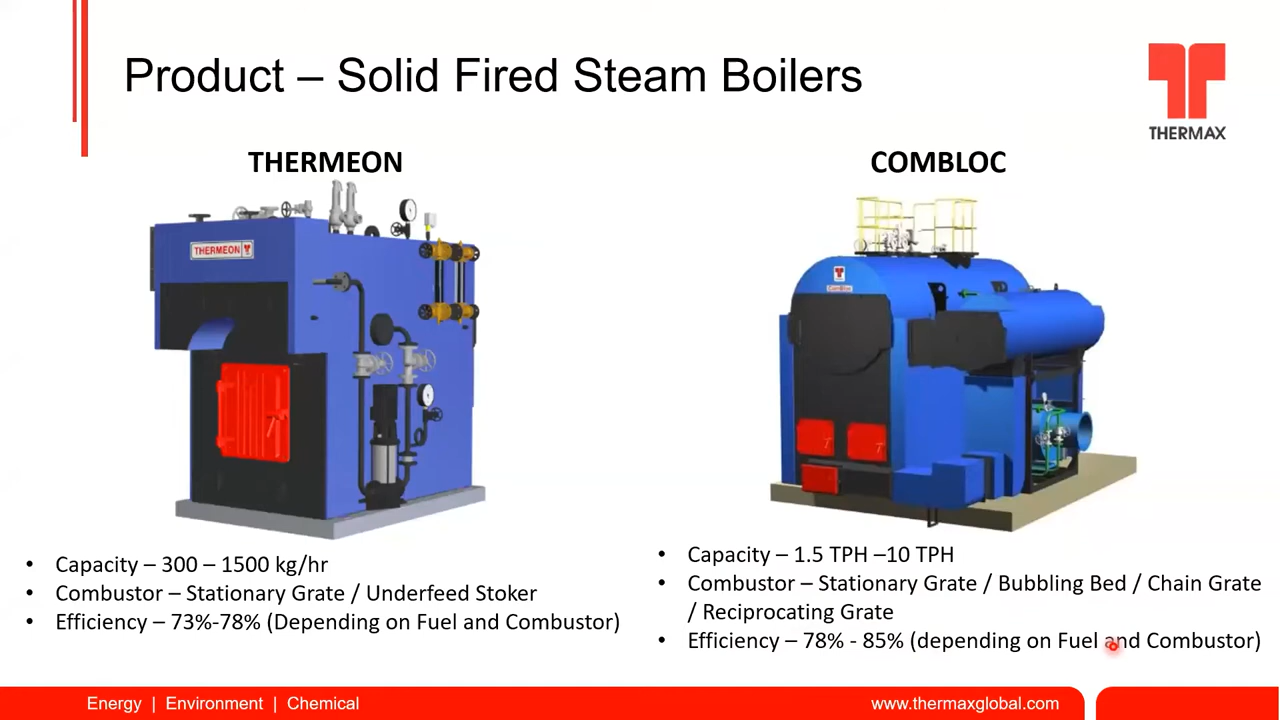 Product – Solid Fired Steam Boilers
THERMAX
THERMEON
COMBLOC
THERMEON
Capacity – 300 – 1500 kg/hr
Combustor – Stationary Grate / Underfeed Stoker
Efficiency – 73%-78% (Depending on Fuel and Combustor)
ComBloc
Capacity – 1.5 TPH –10 TPH
Combustor – Stationary Grate / Bubbling Bed / Chain Grate
/ Reciprocating Grate
Efficiency – 78% - 85% (depending on Fuel and Combustor)
Energy | Environment | Chemical
www.thermaxglobal.com